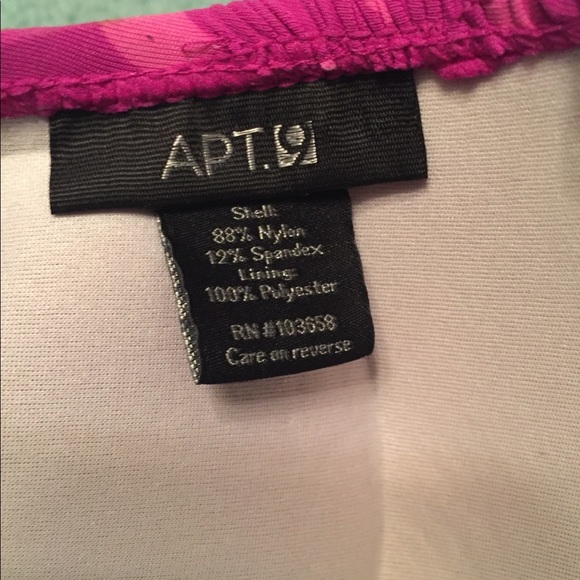 APT.9
Shell:
88% Nylon
12% Spandex
Lining:
100% Polyester
RN #103658
Care on reverse